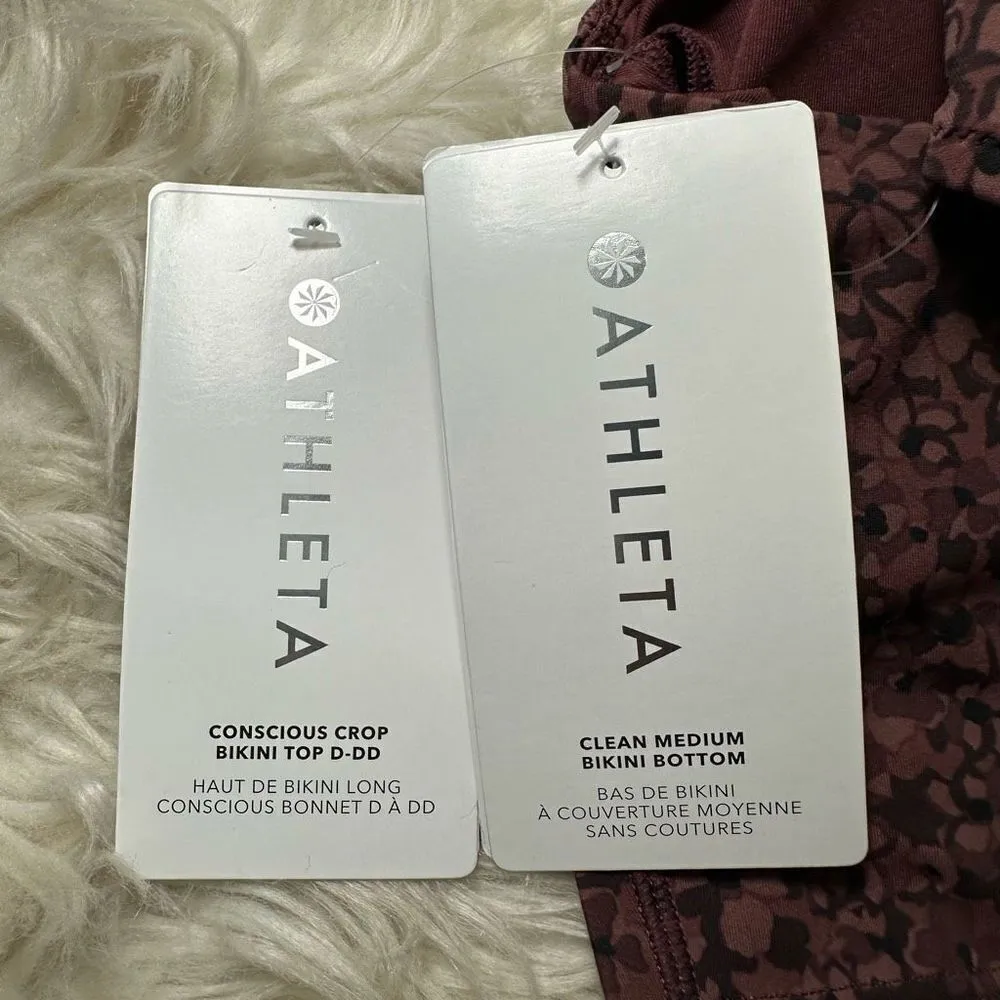 ATHLETA
CONSCIOUS CROP
BIKINI TOP D-DD
HAUT DE BIKINI LONG
CONSCIOUS BONNET D À DD
ATHLETA
CLEAN MEDIUM
BIKINI BOTTOM
BAS DE BIKINI
À COUVERTURE MOYENNE
SANS COUTURES